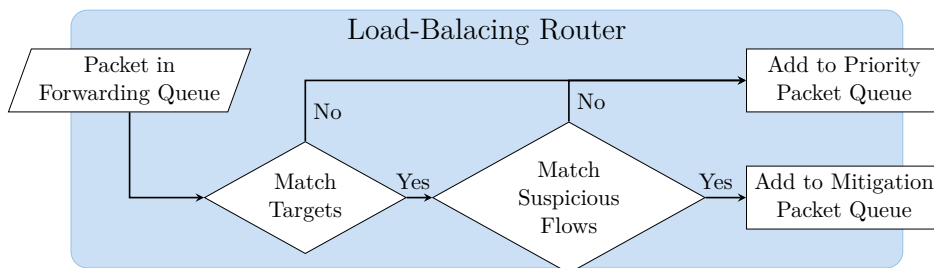 Load-Balacing Router
Packet in
Forwarding Queue
No
No
Add to Priority
Packet Queue
Match
Targets
Yes
Match
Suspicious
Flows
Yes
Add to Mitigation
Packet Queue